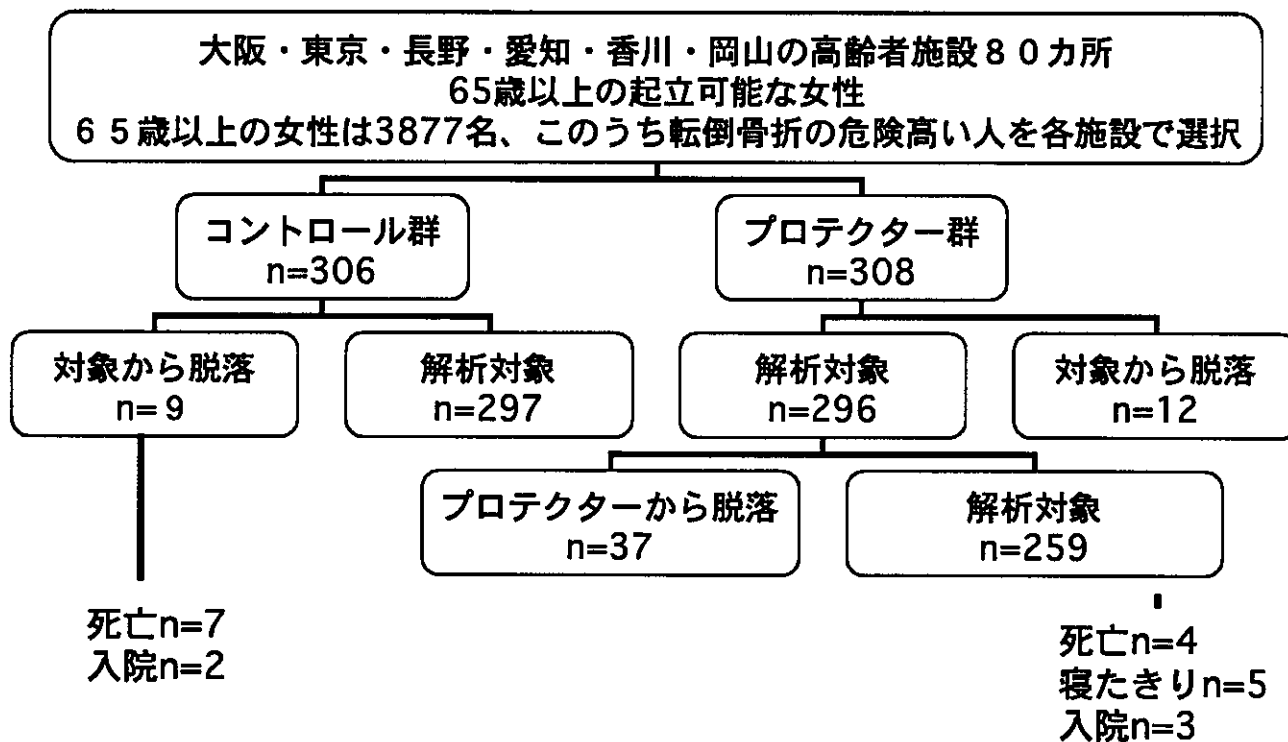 大阪・東京・長野・愛知・香川・岡山の高齢者施設８０カ所
65歳以上の起立可能な女性
６５歳以上の女性は3877名、このうち転倒骨折の危険高い人を各施設で選択
コントロール群
n=306
プロテクター群
n=308
対象から脱落
n=９
解析対象
n=297
解析対象
n=296
対象から脱落
n=12
プロテクターから脱落
n=37
解析対象
n=259
死亡n=7
入院n=2
死亡n=4
寝たきりn=5
入院n=3